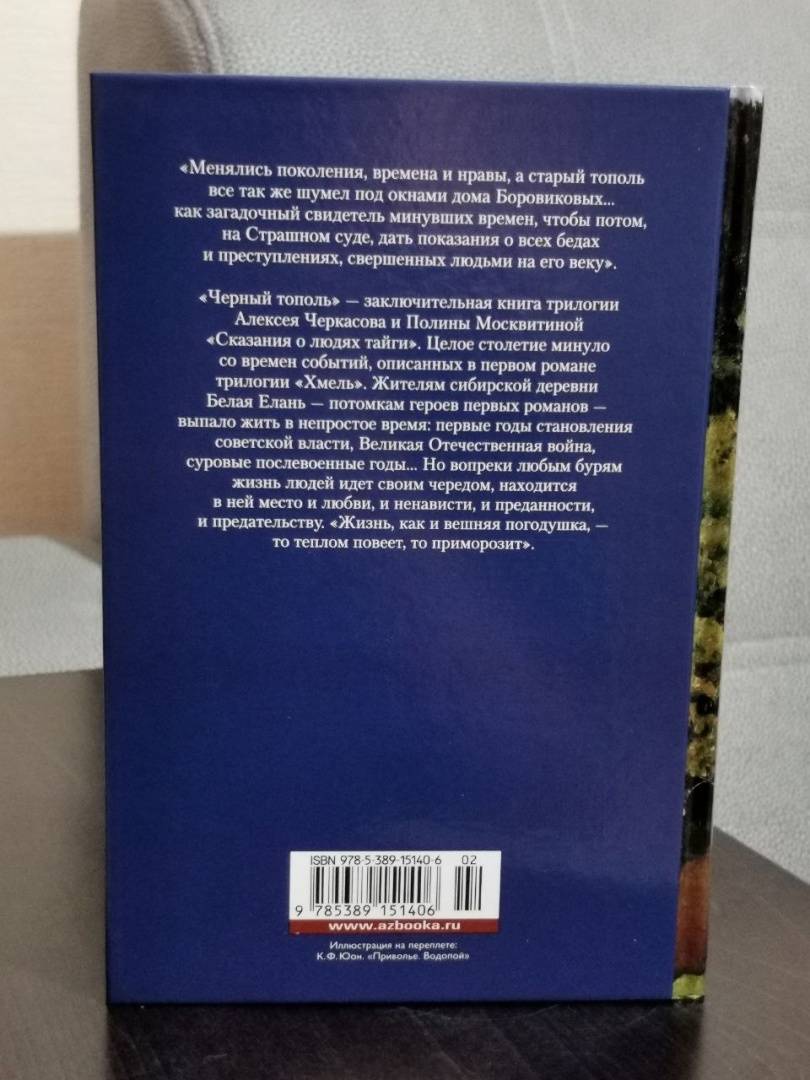 «Менялись поколения, времена и нравы, а старый тополь
все так же шумел под окнами дома Боровиковых...
как загадочный свидетель минувших времен, чтобы потом,
на Страшном суде, дать показания о всех бедах
и преступлениях, свершенных людьми на его веку».
«Черный тополь» — заключительная книга трилогии
Алексея Черкасова и Полины Москвитиной
«Сказания о людях тайги». Целое столетие минуло
со времен событий, описанных в первом романе
трилогии «Хмель». Жителям сибирской деревни
Белая Елань — потомкам героев первых романов —
выпало жить в непростое время: первые годы становления
советской власти, Великая Отечественная война,
суровые послевоенные годы... Но вопреки любым бурям
жизнь людей идет своим чередом, находится
в ней место и любви, и ненависти, и преданности,
и предательству. «Жизнь, как и вешняя погодушка, —
то теплом повеет, то приморозит».
ISBN 978-5-389-15140-6 02
9 785389 151406
www.azbooka.ru
Иллюстрация на переплете:
К.Ф.Юон. «Приволье. Водопой»